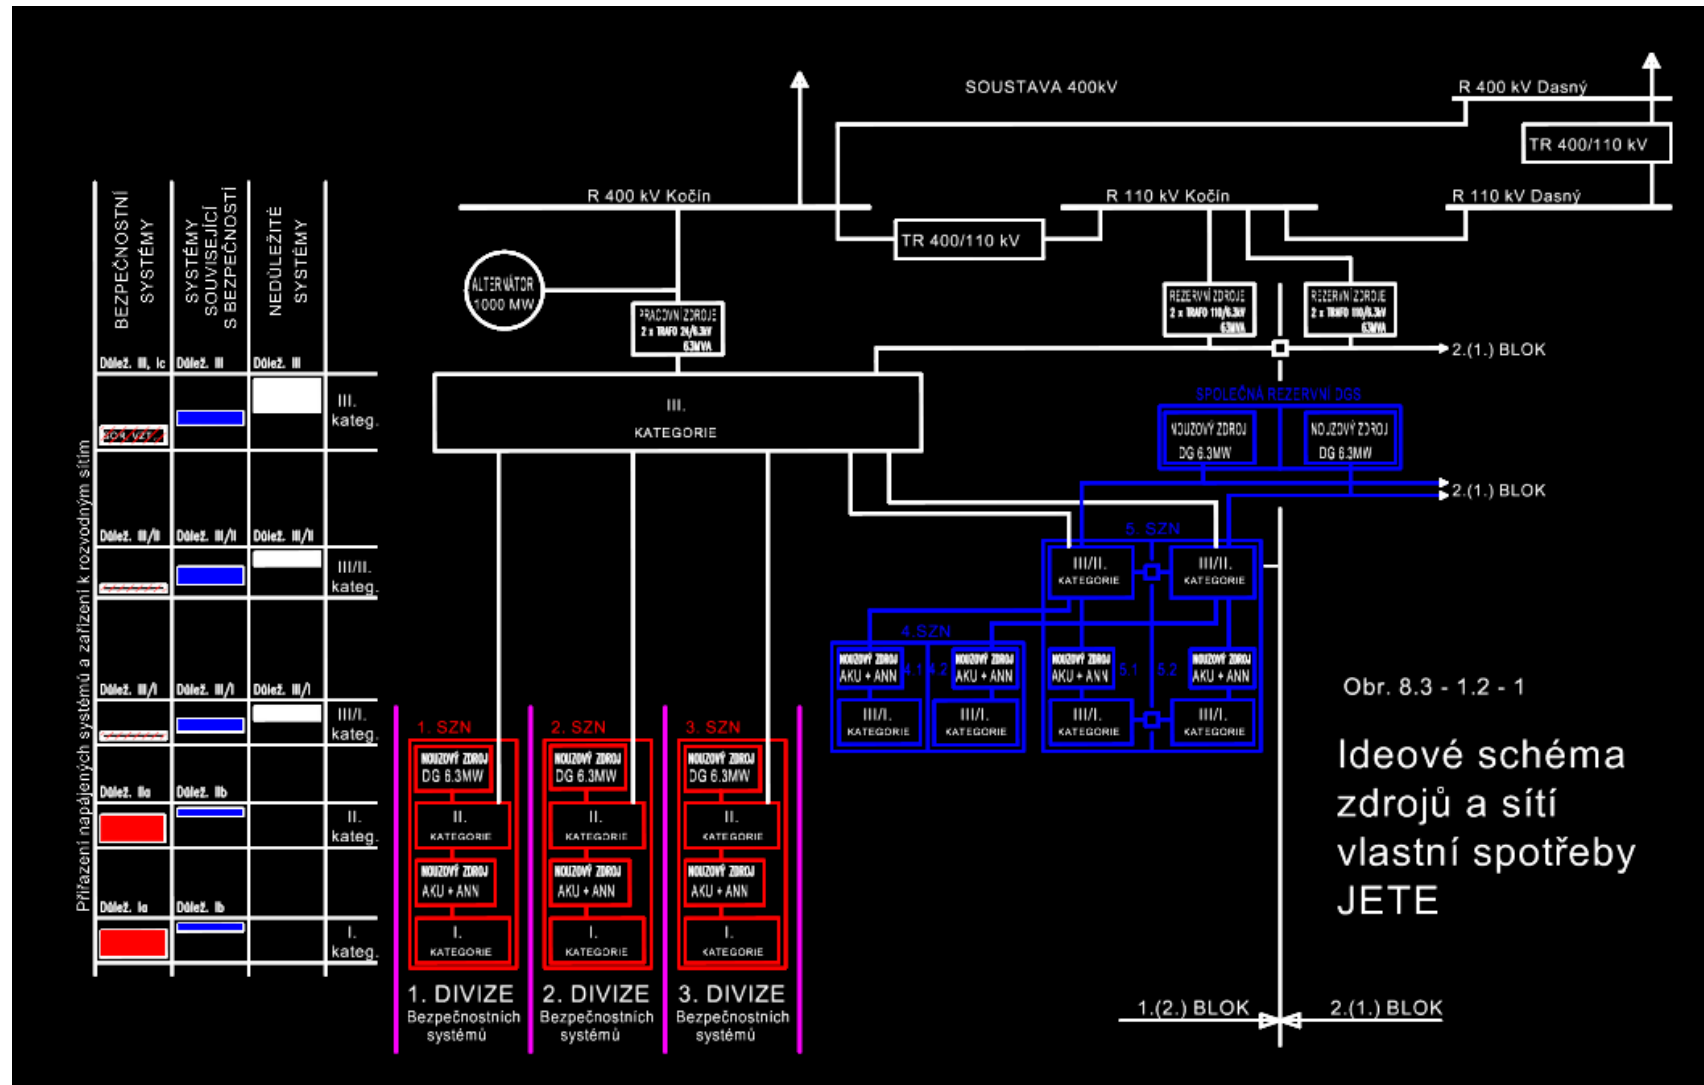 SOUSTAVA 400kV
R 400 kV Dasný
TR 400/110 kV
R 400 kV Kočín
R 110 kV Kočín
R 110 kV Dasný
TR 400/110 kV
ALTERNÁTOR
1000 MW
PRACOVNÍ ZDROJE
2 x TRAFO 24/6.3kV
63MVA
REZERVNÍ ZDROJE
2 x TRAFO 110/6.3kV
63MVA
REZERVNÍ ZDROJE
2 x TRAFO 110/6.3kV
63MVA
2.(1.) BLOK
III.
KATEGORIE
SPOLEČNÁ REZERVNÍ DGS
NOUZOVÝ ZDROJ
DG 6.3MW
NOUZOVÝ ZDROJ
DG 6.3MW
2.(1.) BLOK
5. SZN
III/II.
KATEGORIE
III/II.
KATEGORIE
4.SZN
NOUZOVÝ ZDROJ
AKU + ANN
4.1
4.2
NOUZOVÝ ZDROJ
AKU + ANN
NOUZOVÝ ZDROJ
AKU + ANN
5.1
5.2
NOUZOVÝ ZDROJ
AKU + ANN
III/I.
KATEGORIE
III/I.
KATEGORIE
III/I.
KATEGORIE
III/I.
KATEGORIE
BEZPEČNOSTNÍ
SYSTÉMY
SYSTÉMY
SOUVISEJÍCÍ
S BEZPEČNOSTÍ
NEDŮLEŽITÉ
SYSTÉMY
Přiřazení napájených systémů a zařízení k rozvodným sítím
Důlež. III, Ic
Důlež. III
Důlež. III
III.
kateg.
Důlež. III/II
Důlež. III/II
Důlež. III/II
III/II.
kateg.
Důlež. III/I
Důlež. III/I
Důlež. III/I
III/I.
kateg.
Důlež. IIa
Důlež. IIb
II.
kateg.
Důlež. Ia
Důlež. Ib
I.
kateg.
1. SZN
NOUZOVÝ ZDROJ
DG 6.3MW
II.
KATEGORIE
NOUZOVÝ ZDROJ
AKU + ANN
I.
KATEGORIE
1. DIVIZE
Bezpečnostních
systémů
2. SZN
NOUZOVÝ ZDROJ
DG 6.3MW
II.
KATEGORIE
NOUZOVÝ ZDROJ
AKU + ANN
I.
KATEGORIE
2. DIVIZE
Bezpečnostních
systémů
3. SZN
NOUZOVÝ ZDROJ
DG 6.3MW
II.
KATEGORIE
NOUZOVÝ ZDROJ
AKU + ANN
I.
KATEGORIE
3. DIVIZE
Bezpečnostních
systémů
Obr. 8.3 - 1.2 - 1
Ideové schéma
zdrojů a sítí
vlastní spotřeby
JETE
1.(2.) BLOK
2.(1.) BLOK